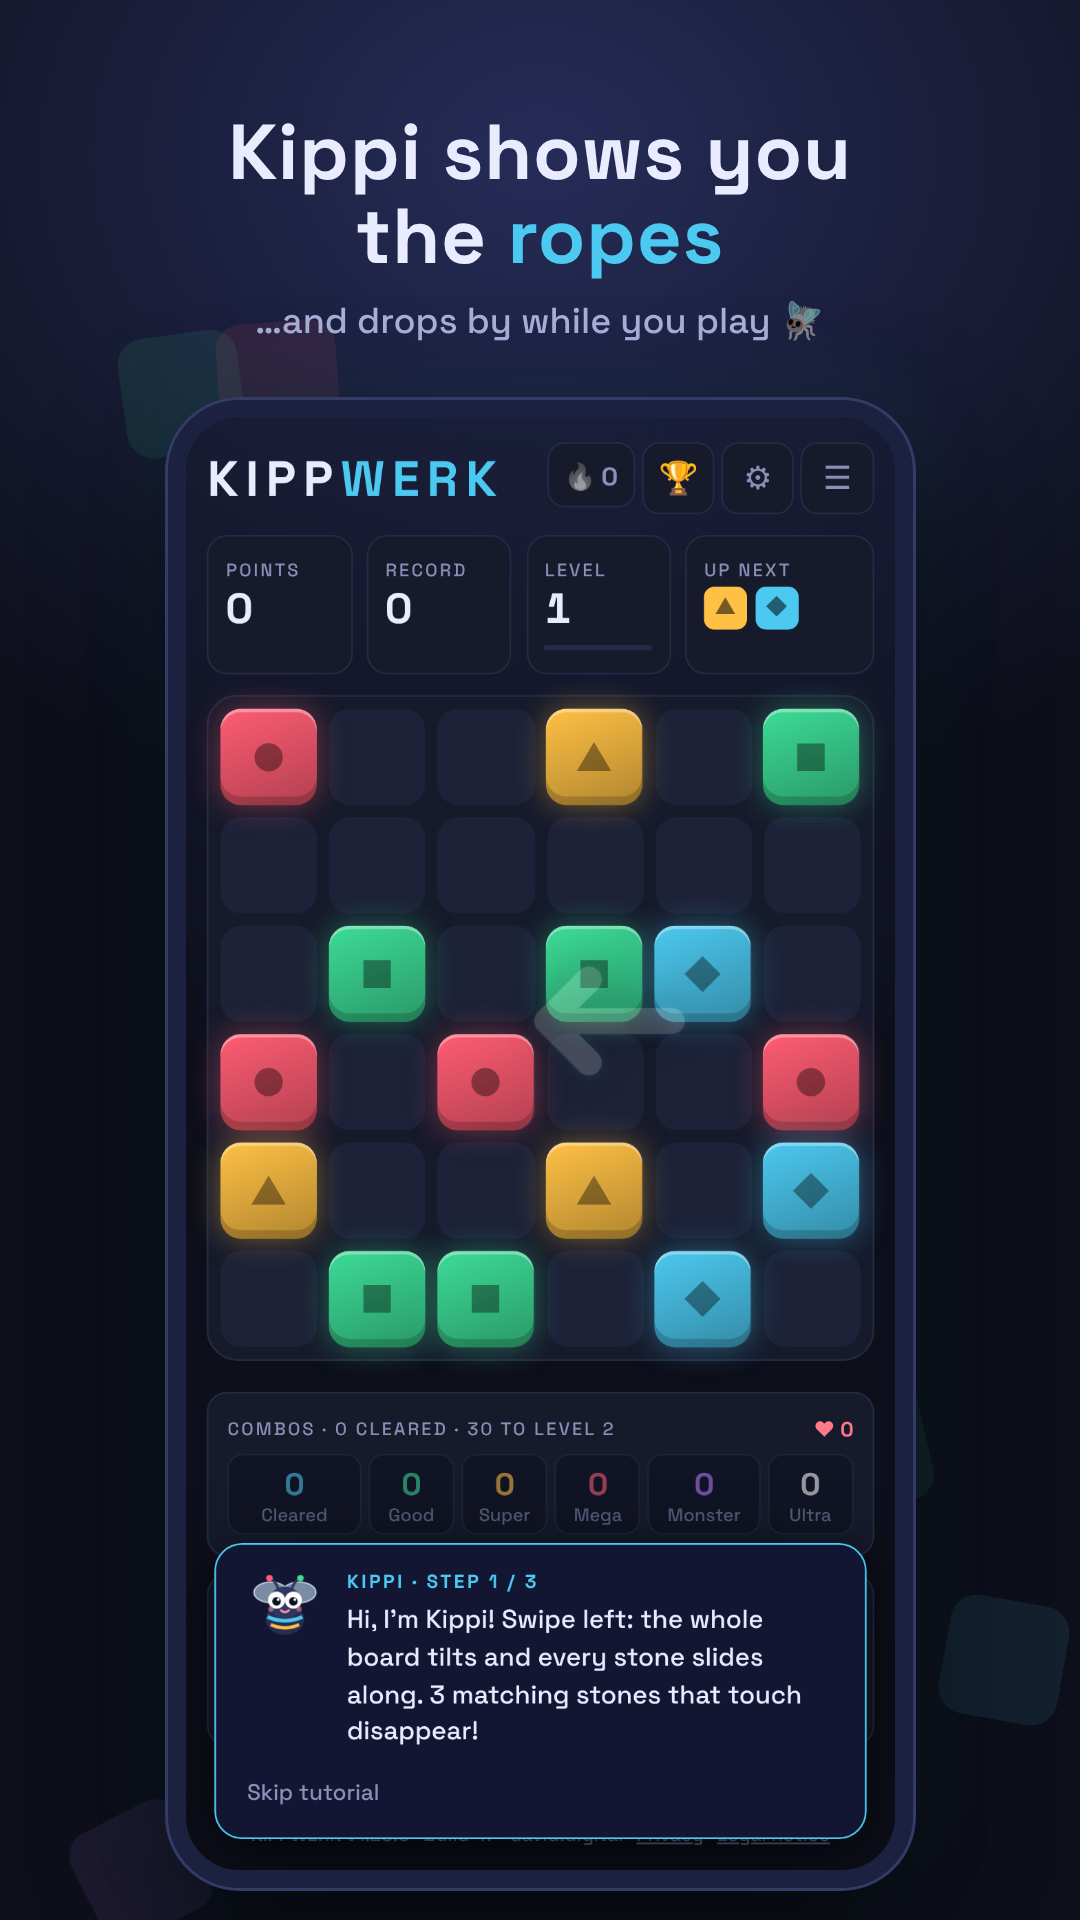 Kippi shows you
the ropes
...and drops by while you play
KIPPWERK
0
POINTS
0
RECORD
0
LEVEL
1
UP NEXT
COMBOS · 0 CLEARED · 30 TO LEVEL 2
0
0
Cleared
0
Good
0
Super
0
Mega
0
Monster
0
Ultra
KIPPI · STEP 1 / 3
Hi, I'm Kippi! Swipe left: the whole
board tilts and every stone slides
along. 3 matching stones that touch
disappear!
Skip tutorial